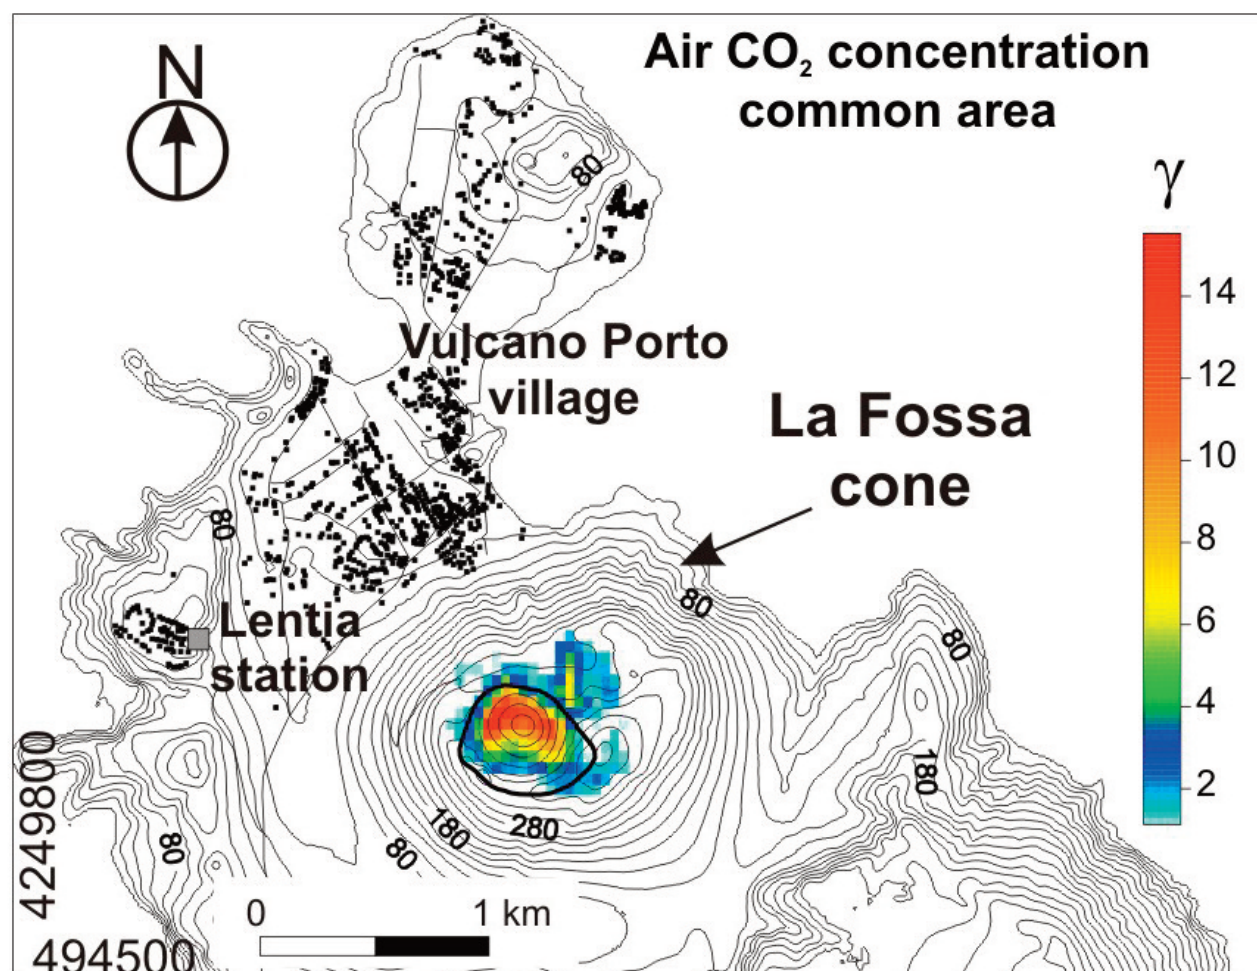 N
Air CO₂ concentration
common area
80
γ
14
12
10
8
6
4
2
Vulcano Porto
village
La Fossa
cone
80
80
80
Lentia
station
180
280
180
80
80
4249800
494500
0
1 km